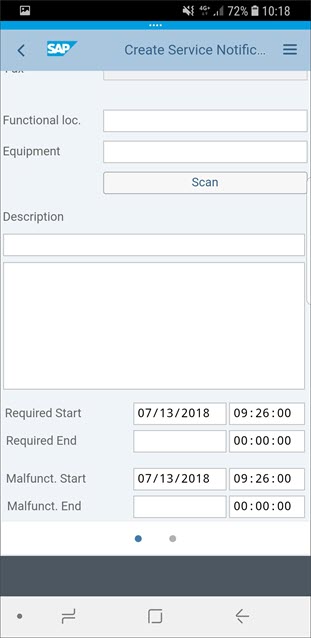 4G+ 72% 10:18
SAP Create Service Notific...
Functional loc.
Equipment
Scan
Description
Required Start 07/13/2018 09:26:00
Required End 00:00:00
Malfunct. Start 07/13/2018 09:26:00
Malfunct. End 00:00:00